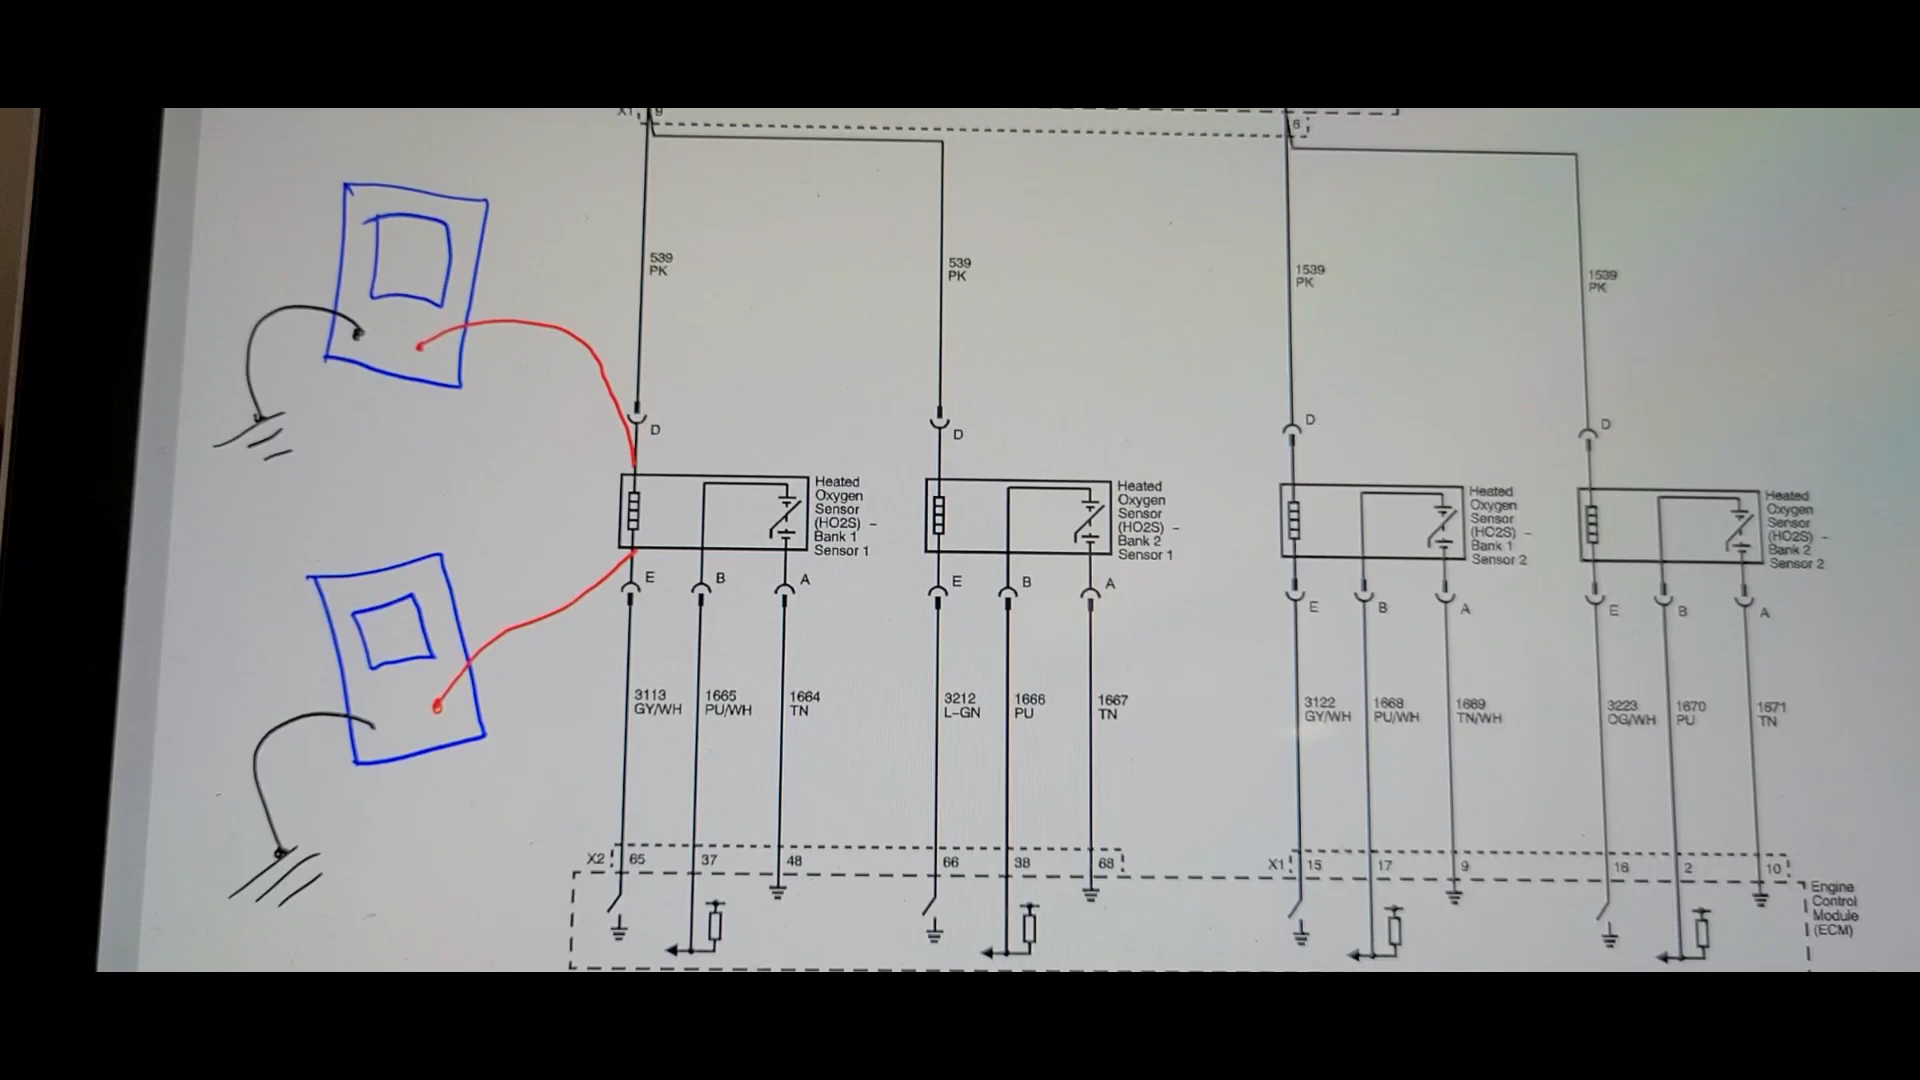 X1
9
6
539
PK
539
PK
1539
PK
1539
PK
D
D
D
D
Heated
Oxygen
Sensor
(HO2S) –
Bank 1
Sensor 1
Heated
Oxygen
Sensor
(HO2S) –
Bank 2
Sensor 1
Heated
Oxygen
Sensor
(HO2S) –
Bank 1
Sensor 2
Heated
Oxygen
Sensor
(HO2S) –
Bank 2
Sensor 2
E B A
E B A
E B A
E B A
3113
GY/WH
1665
PU/WH
1664
TN
3212
L-GN
1666
PU
1667
TN
3122
GY/WH
1668
PU/WH
1669
TN/WH
3223
OG/WH
1670
PU
1671
TN
X2 65 37 48 66 38 68
X1 15 17 9 16 2 10
Engine
Control
Module
(ECM)